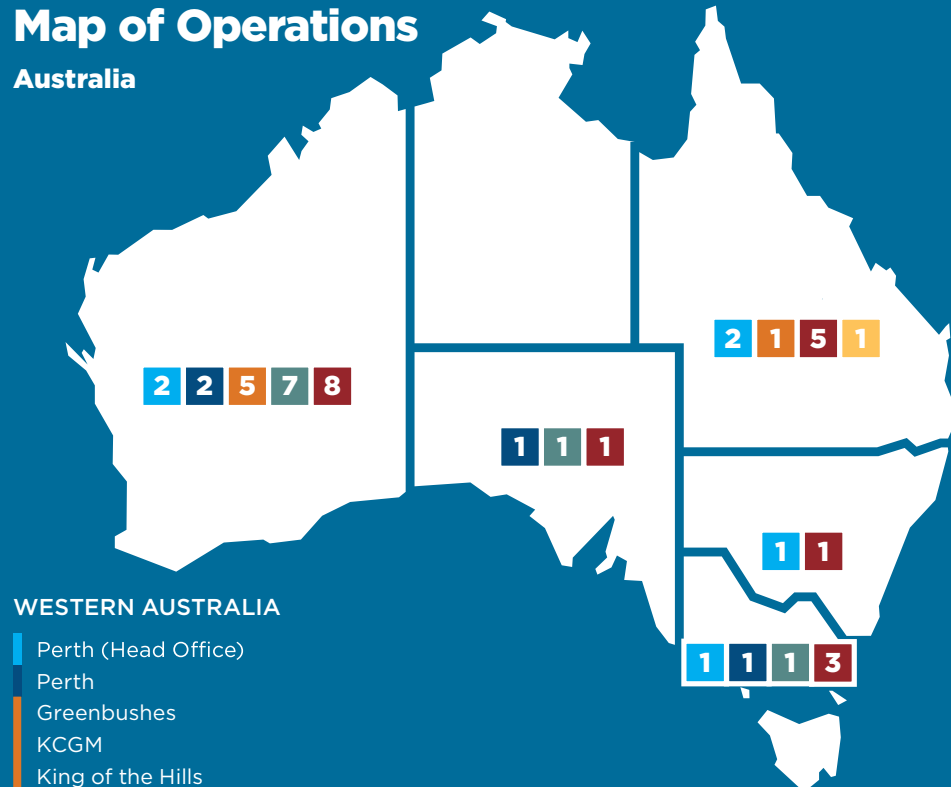 Map of Operations
Australia
2 1 5 1
2 2 5 7 8
1 1 1
1 1
1 1 1 3
WESTERN AUSTRALIA
Perth (Head Office)
Perth
Greenbushes
KCGM
King of the Hills